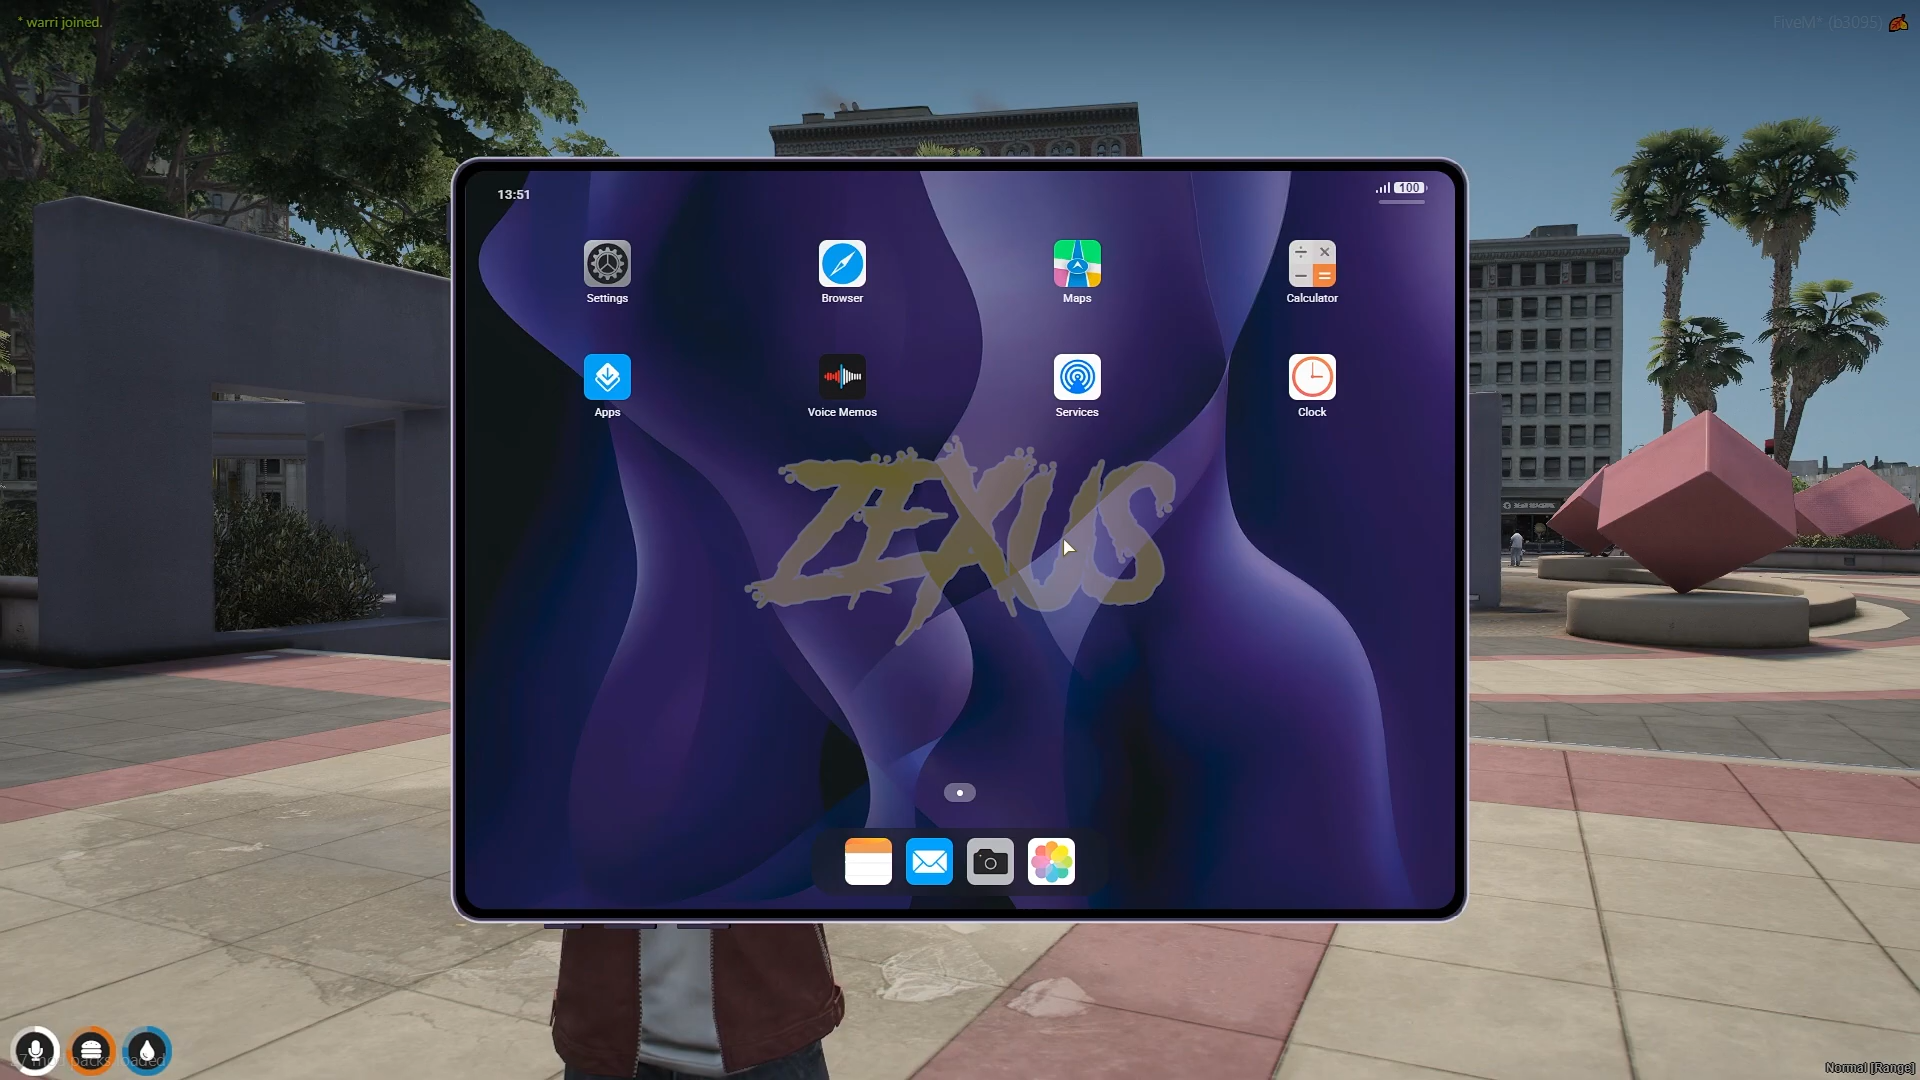 * warri joined.
FiveM* (b3095)
13:51
100
Settings
Browser
Maps
Calculator
Apps
Voice Memos
Services
Clock
ZEXUS
Normal [Range]